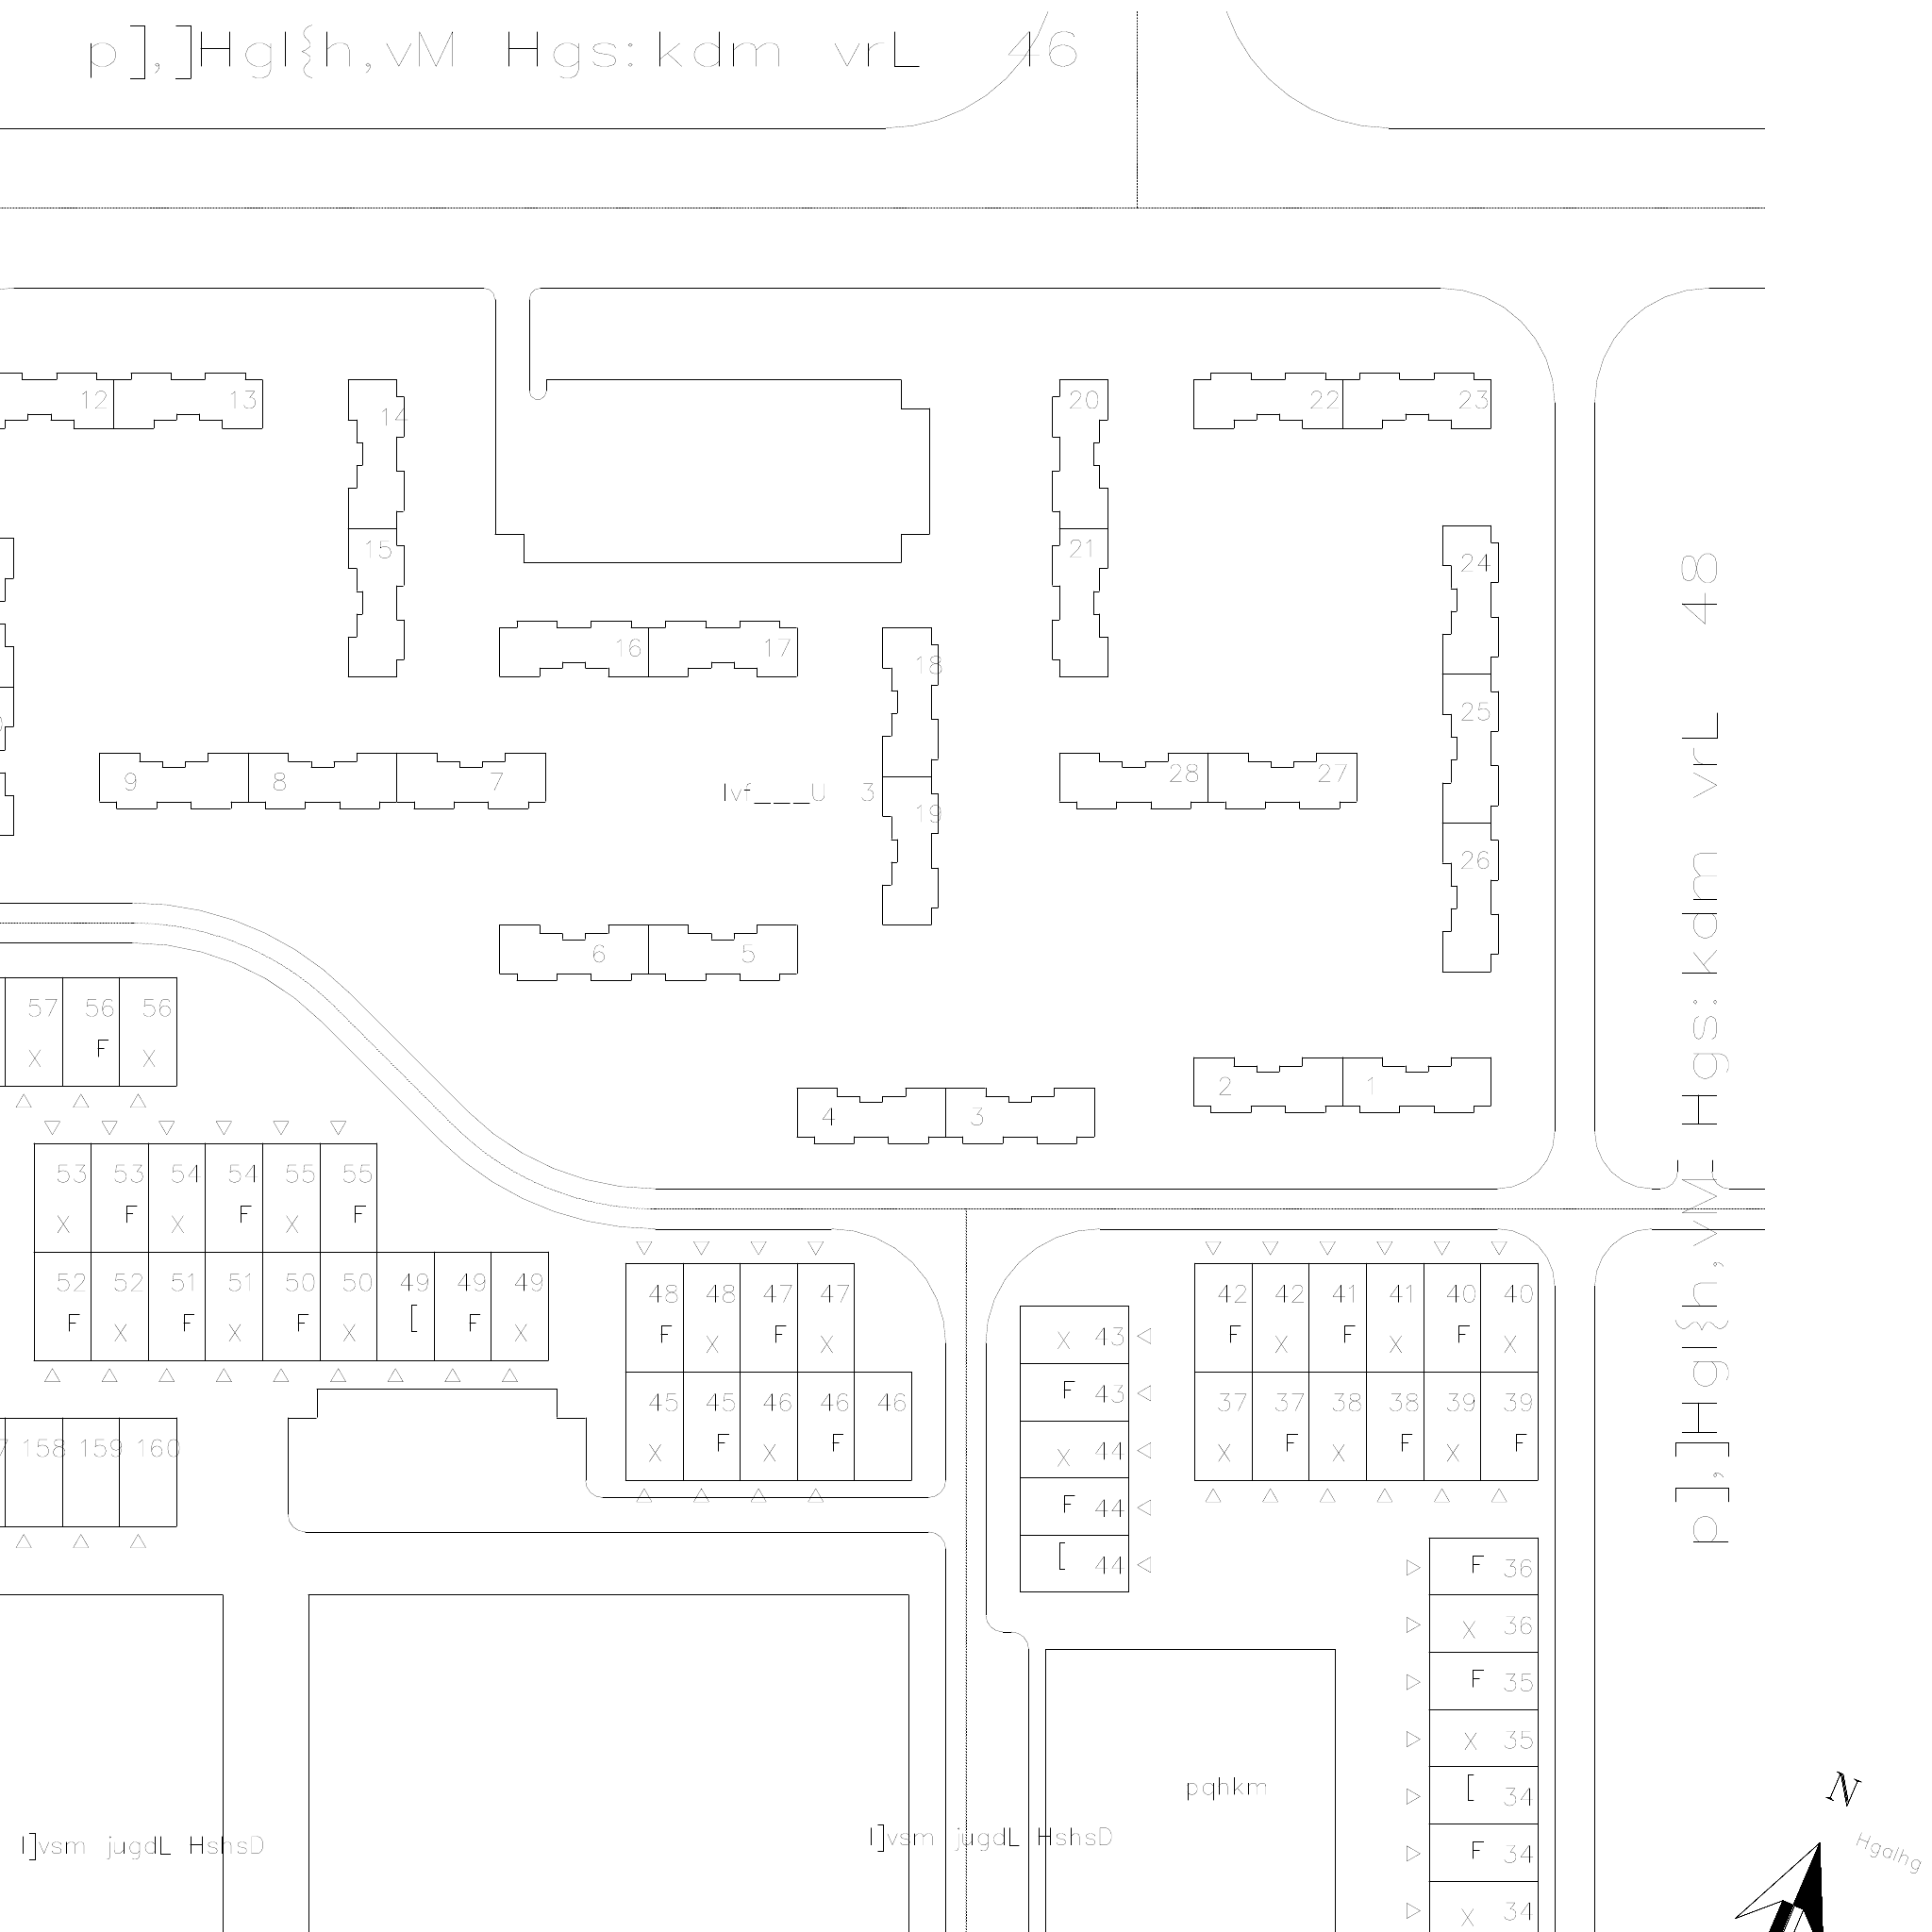 p],]Hgl{h,vM Hgs:kdm vrL 46
12
13
14
20
22
23
15
21
24
16
17
18
25
9
8
7
lvf___U 3
28
27
19
26
6
5
57
56
56
X
F
X
2
1
4
3
53
53
54
54
55
55
X
F
X
F
X
F
52
52
51
51
50
50
49
49
49
F
X
F
X
F
X
[
F
X
48
48
47
47
F
X
F
X
45
45
46
46
46
X
F
X
F
X 43
F 43
X 44
F 44
[ 44
42
42
41
41
40
40
F
X
F
X
F
X
37
37
38
38
39
39
X
F
X
F
X
F
158
159
160
F 36
X 36
F 35
X 35
[ 34
F 34
X 34
pqhkm
l]vsm jugdL HshsD
l]vsm jugdL HshsD
p],]Hgl{h,vM Hgs:kdm vrL 48
N
Hgalhg